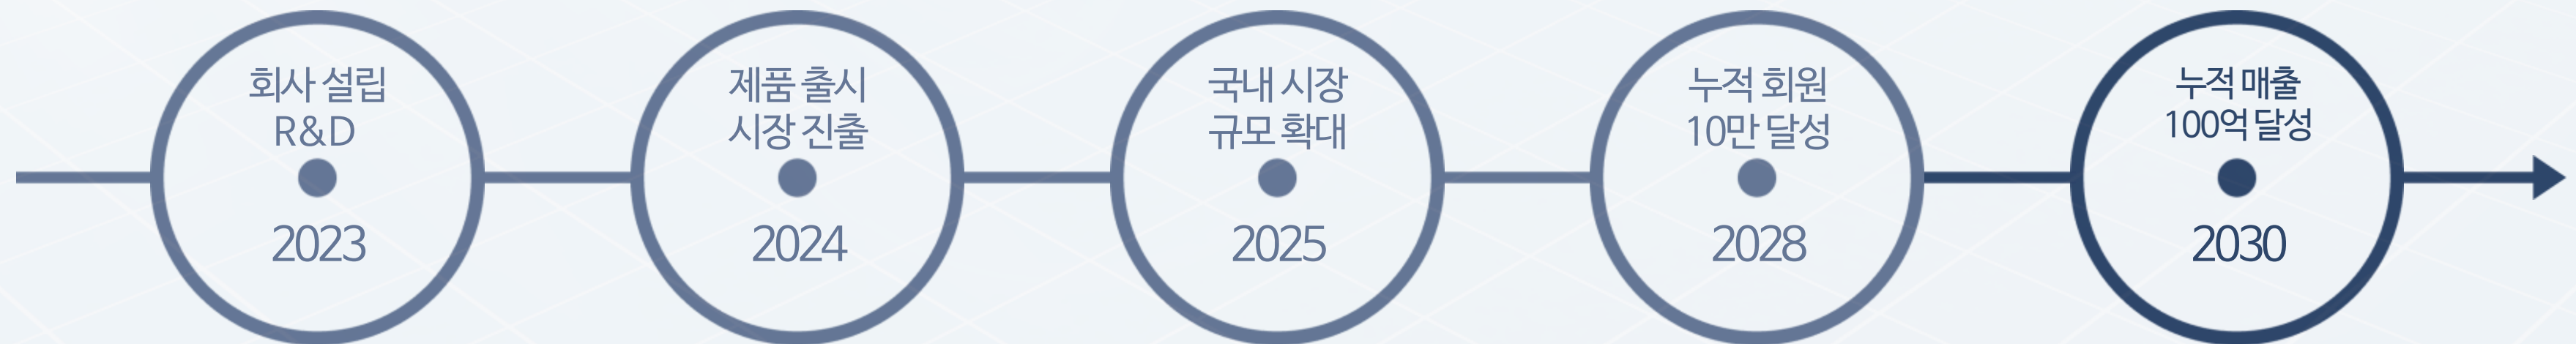 회사 설립
R&D
2023
제품 출시
시장 진출
2024
국내 시장
규모 확대
2025
누적 회원
10만 달성
2028
누적 매출
100억 달성
2030